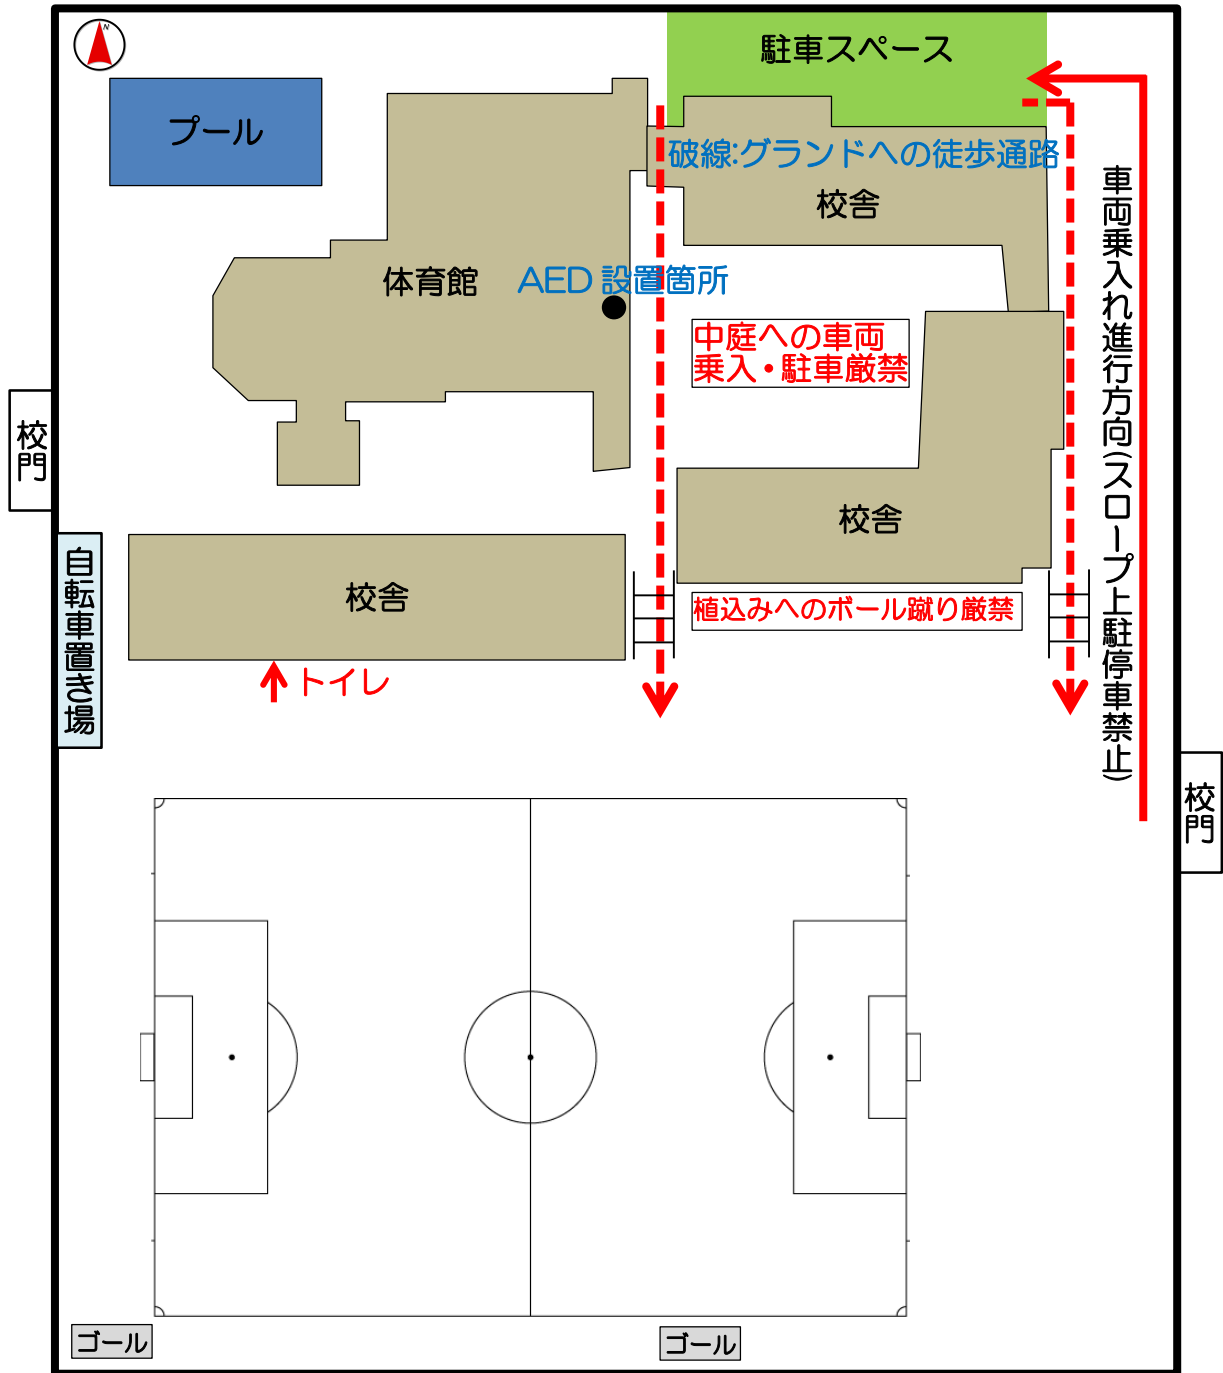 N
駐車スペース
プール
破線:グランドへの徒歩通路
校舎
体育館
AED 設置箇所
中庭への車両
乗入・駐車厳禁
車両乗入れ進行方向(スロープ上駐停車禁止)
校門
校舎
自転車置き場
校舎
植込みへのボール蹴り厳禁
トイレ
校門
ゴール
ゴール